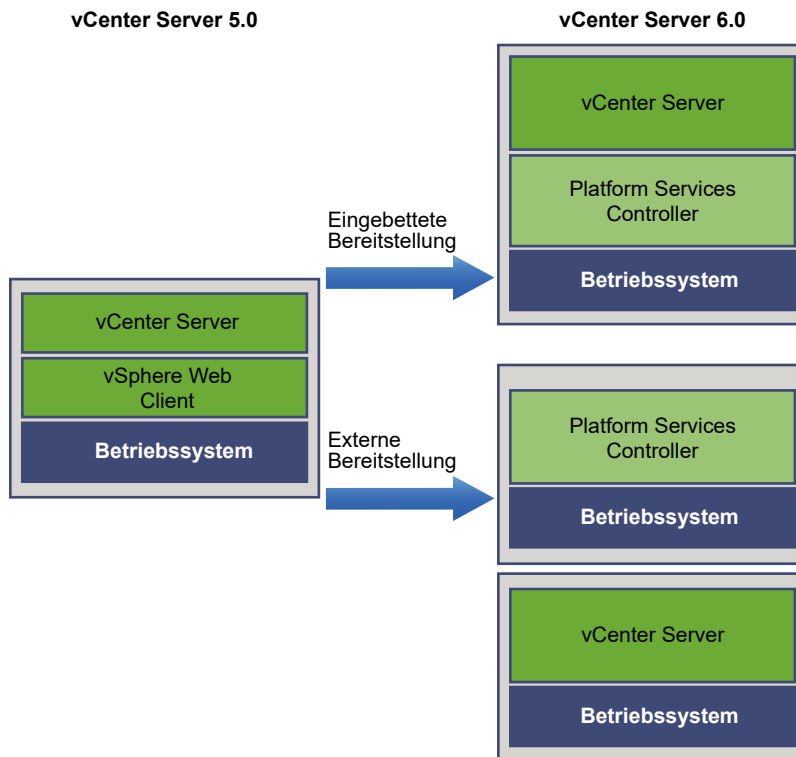 vCenter Server 5.0
vCenter Server
vSphere Web
Client
Betriebssystem
Eingebettete
Bereitstellung
Externe
Bereitstellung
vCenter Server 6.0
vCenter Server
Platform Services
Controller
Betriebssystem
Platform Services
Controller
Betriebssystem
vCenter Server
Betriebssystem